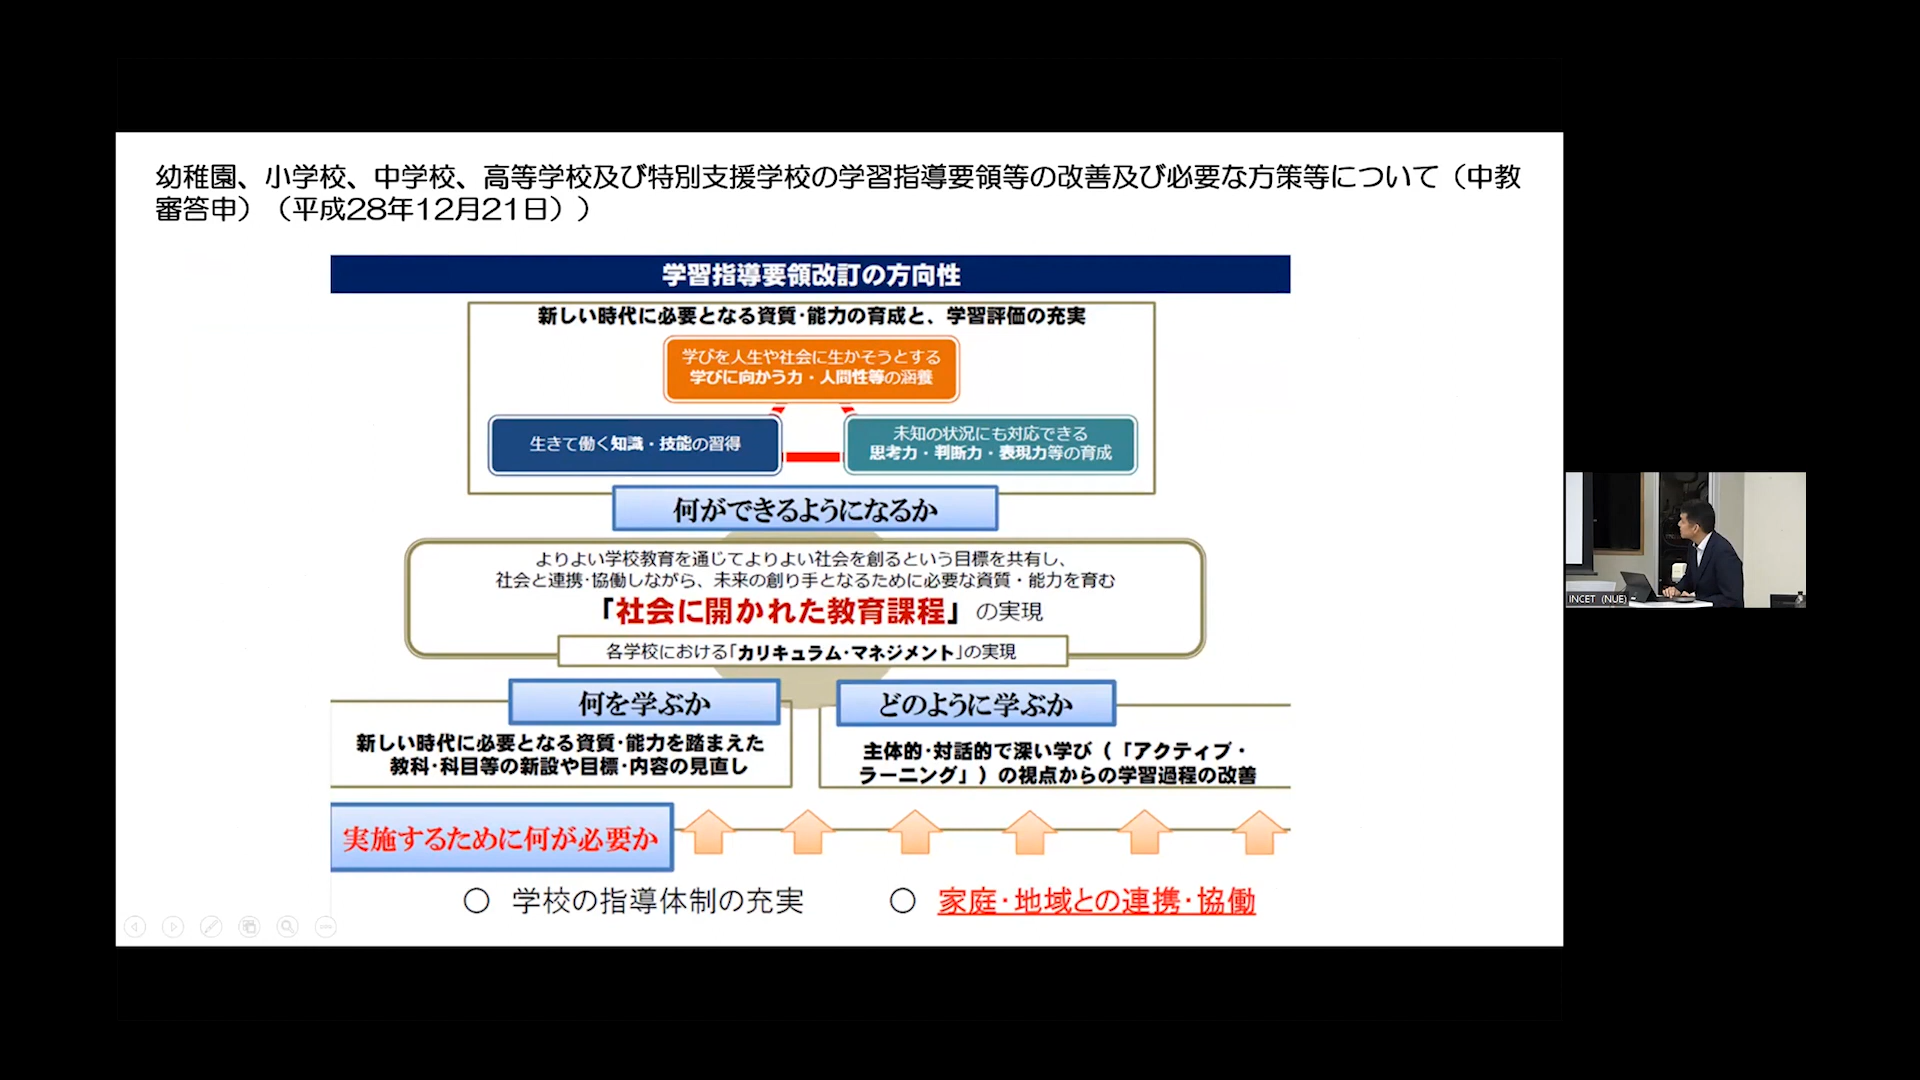 幼稚園、小学校、中学校、高等学校及び特別支援学校の学習指導要領等の改善及び必要な方策等について（中教
審答申）（平成28年12月21日））
学習指導要領改訂の方向性
新しい時代に必要となる資質･能力の育成と、学習評価の充実
学びを人生や社会に生かそうとする
学びに向かう力・人間性等の涵養
生きて働く知識・技能の習得
未知の状況にも対応できる
思考力・判断力・表現力等の育成
何ができるようになるか
よりよい学校教育を通じてよりよい社会を創るという目標を共有し、
社会と連携･協働しながら、未来の創り手となるために必要な資質・能力を育む
「社会に開かれた教育課程」の実現
各学校における「カリキュラム･マネジメント」の実現
何を学ぶか
どのように学ぶか
新しい時代に必要となる資質･能力を踏まえた
教科･科目等の新設や目標･内容の見直し
主体的･対話的で深い学び（「アクティブ・
ラーニング」）の視点からの学習過程の改善
実施するために何が必要か
○ 学校の指導体制の充実
○ 家庭･地域との連携･協働
INCET (NUE)